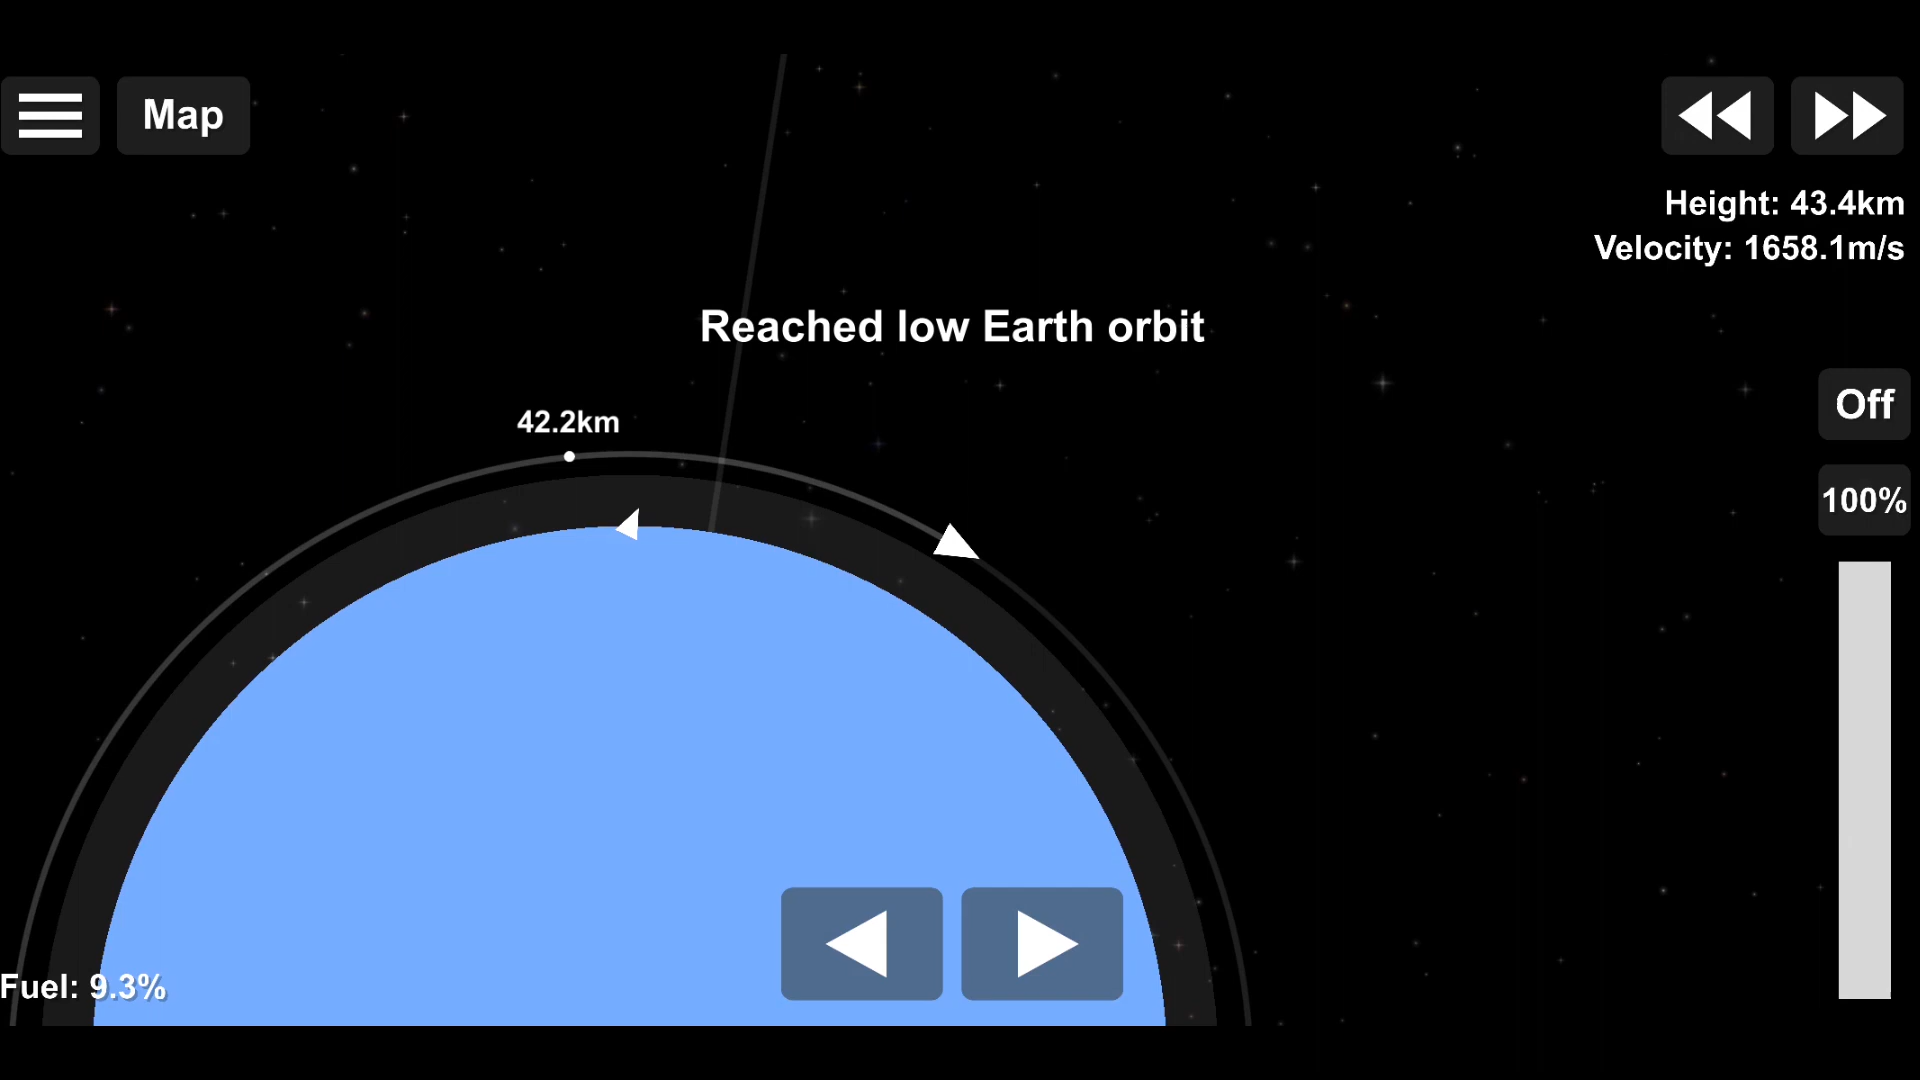 Map
Height: 43.4km
Velocity: 1658.1m/s
Reached low Earth orbit
42.2km
Off
100%
Fuel: 9.3%